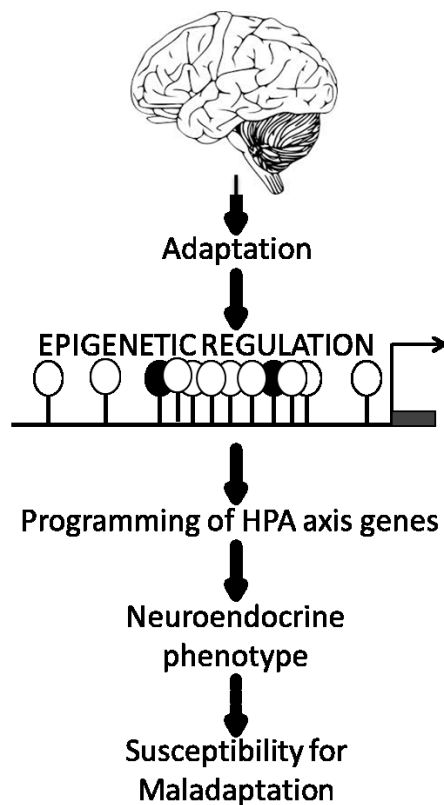 Adaptation
EPIGENETIC REGULATION
Programming of HPA axis genes
Neuroendocrine
phenotype
Susceptibility for
Maladaptation